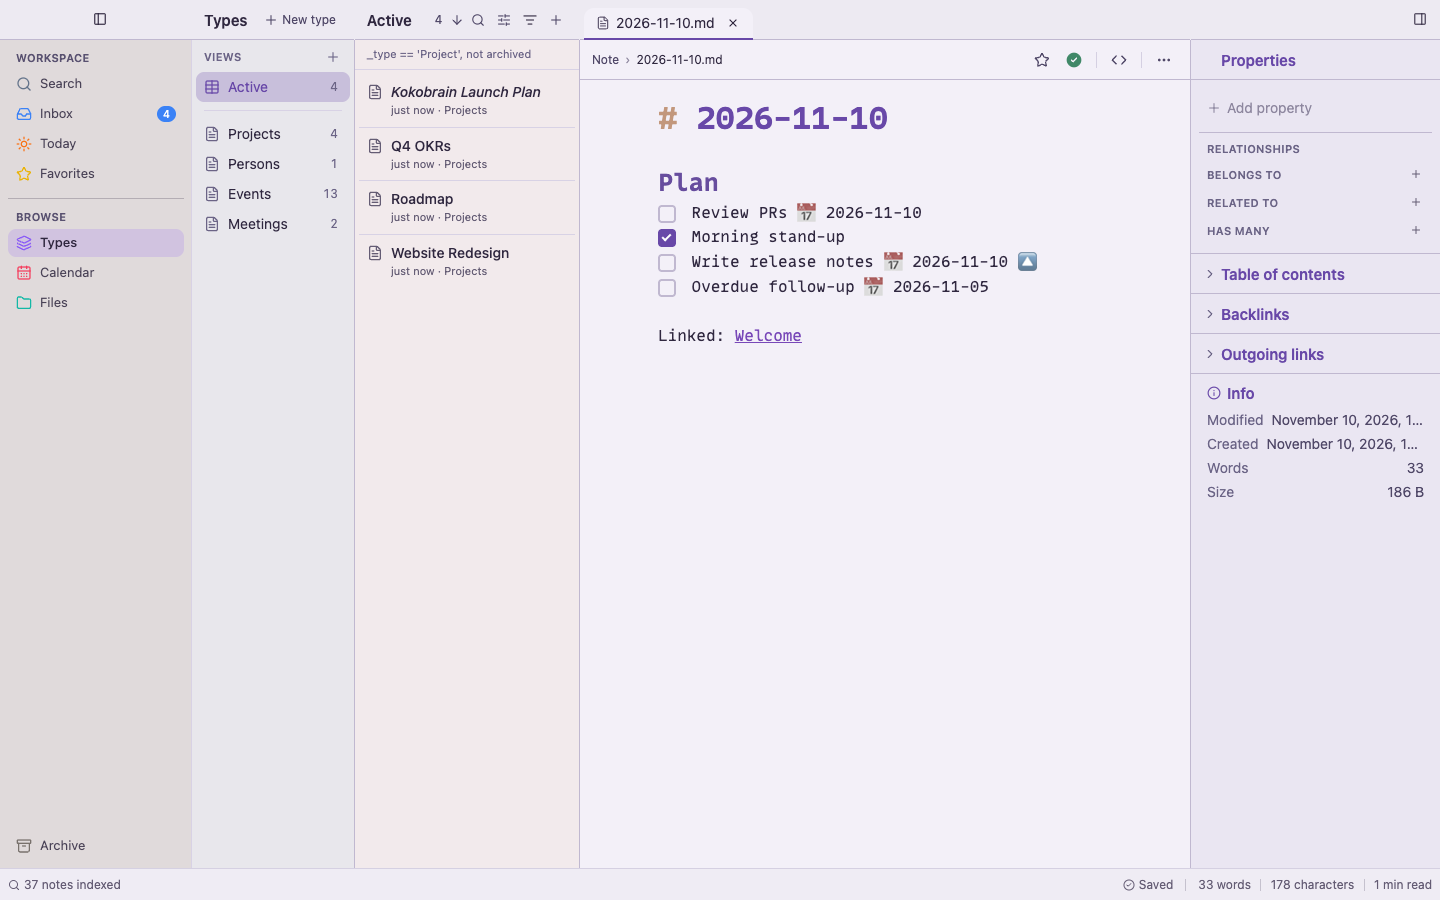 Types
New type
Active
4
2026-11-10.md
WORKSPACE
Search
Inbox
4
Today
Favorites
BROWSE
Types
Calendar
Files
Archive
VIEWS
Active 4
Projects 4
Persons 1
Events 13
Meetings 2
_type == 'Project', not archived
Kokobrain Launch Plan
just now · Projects
Q4 OKRs
just now · Projects
Roadmap
just now · Projects
Website Redesign
just now · Projects
Note › 2026-11-10.md
# 2026-11-10
Plan
Review PRs 📅 2026-11-10
Morning stand-up
Write release notes 📅 2026-11-10 🔼
Overdue follow-up 📅 2026-11-05
Linked: Welcome
Properties
Add property
RELATIONSHIPS
BELONGS TO
RELATED TO
HAS MANY
Table of contents
Backlinks
Outgoing links
Info
Modified November 10, 2026, 1...
Created November 10, 2026, 1...
Words 33
Size 186 B
37 notes indexed
Saved
33 words
178 characters
1 min read